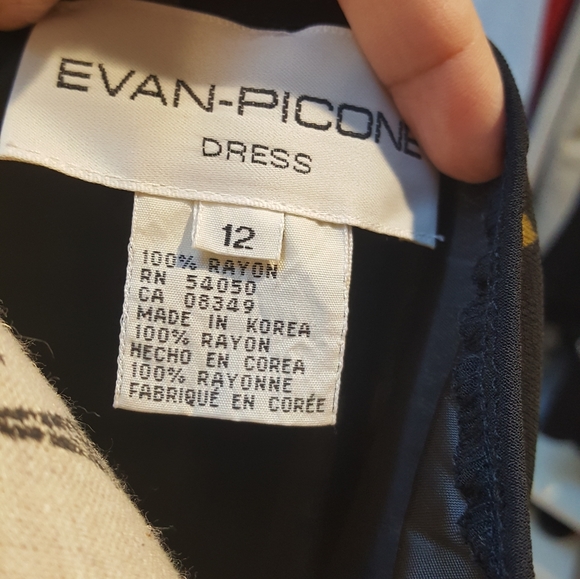 EVAN-PICONE
DRESS
12
100% RAYON
RN 54050
CA 08349
MADE IN KOREA
100% RAYON
HECHO EN COREA
100% RAYONNE
FABRIQUÉ EN CORÉE